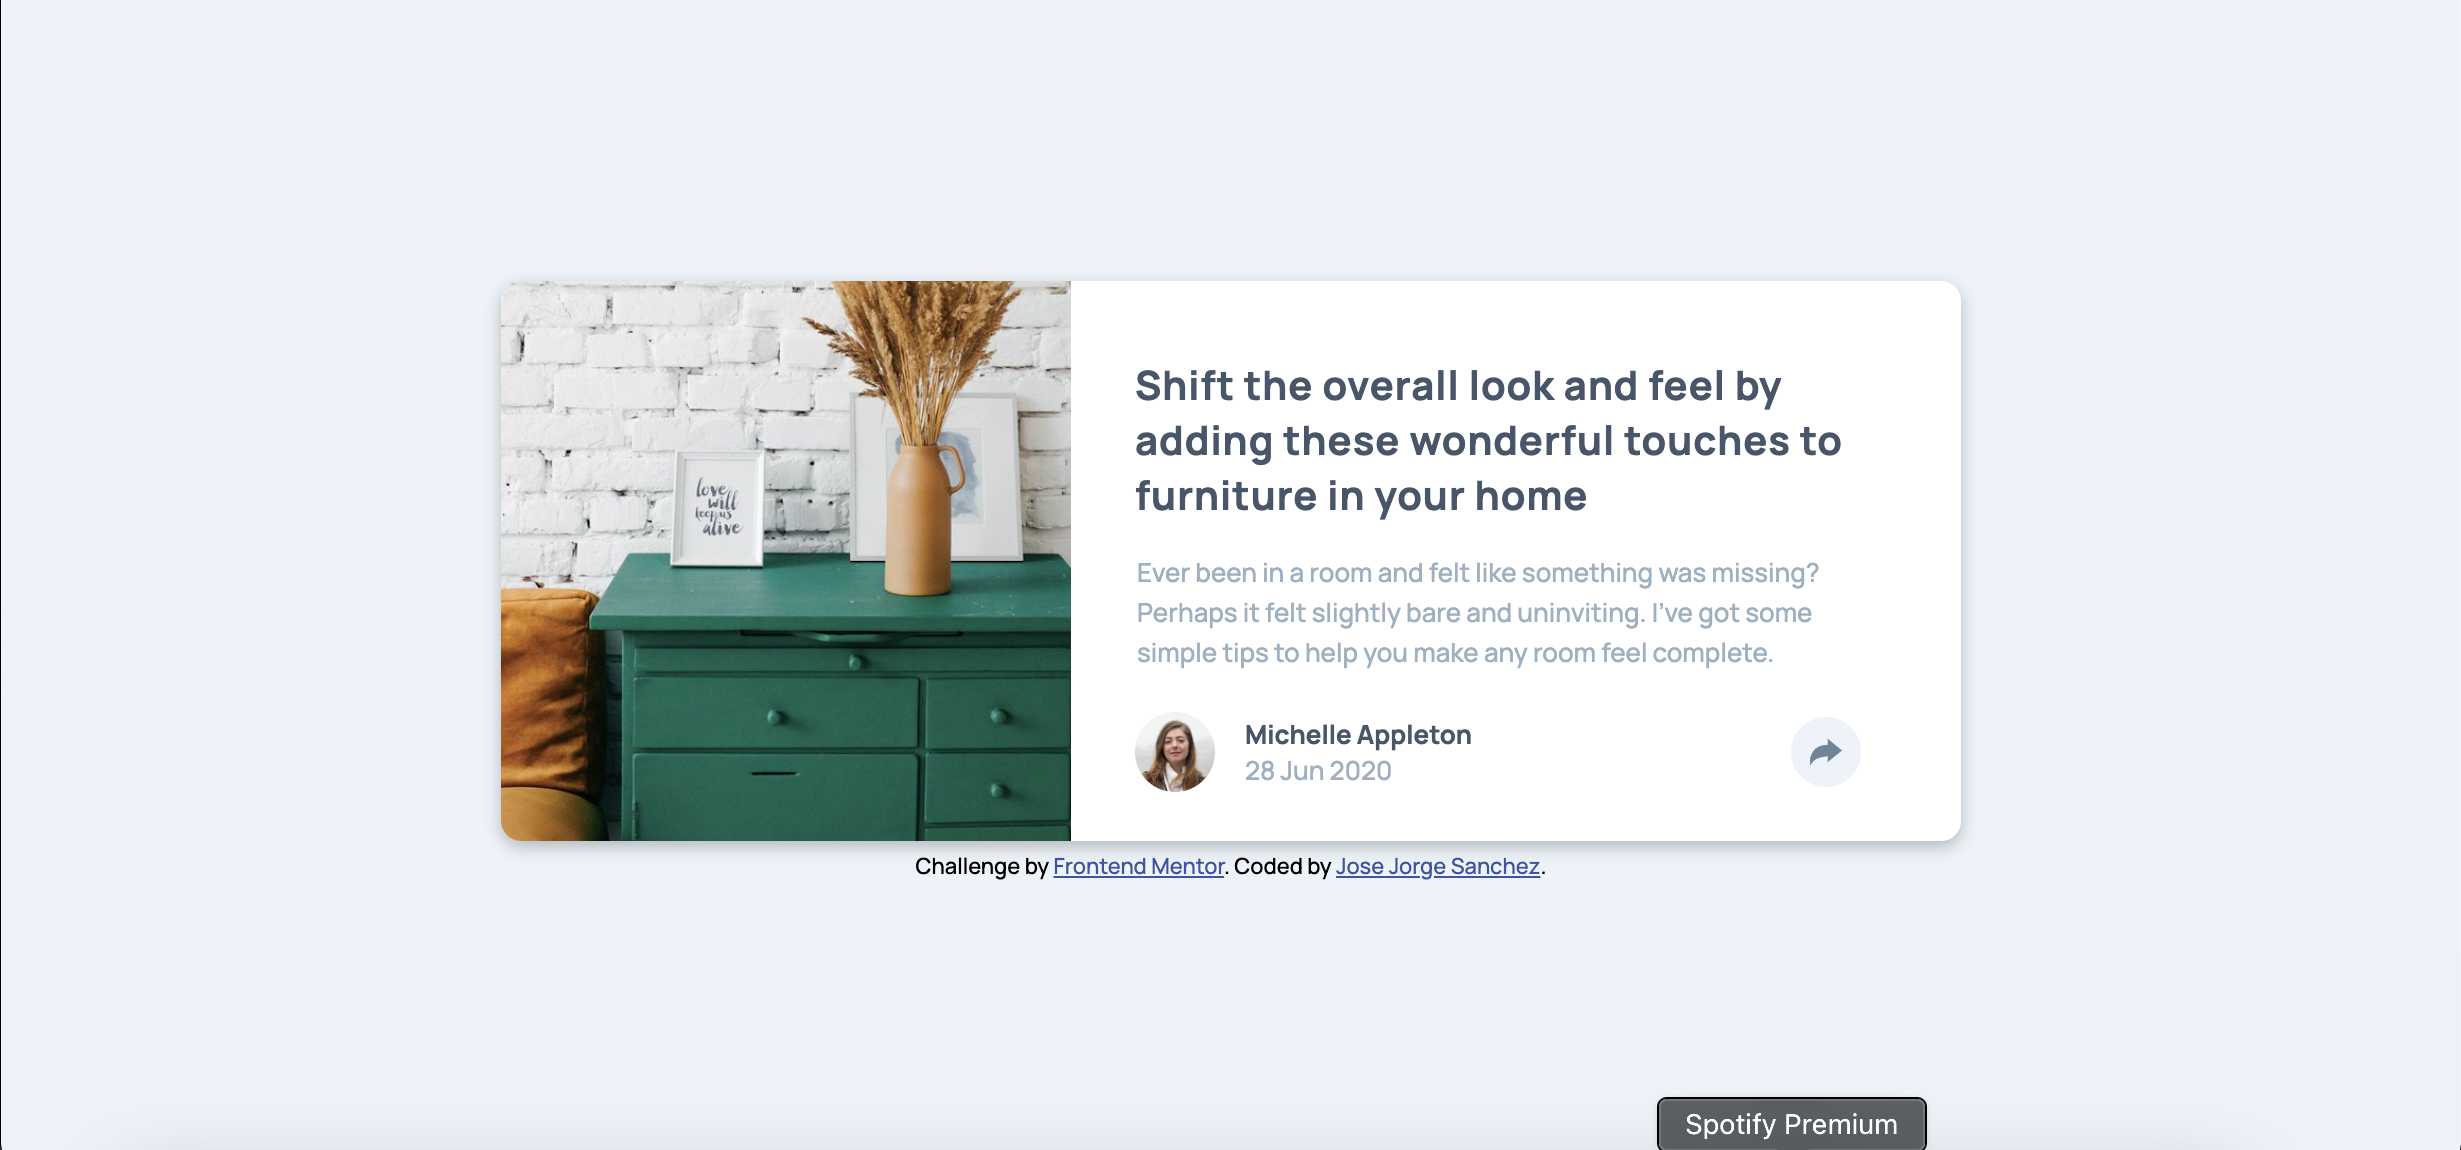 love
will
keep us
alive
Shift the overall look and feel by
adding these wonderful touches to
furniture in your home
Ever been in a room and felt like something was missing?
Perhaps it felt slightly bare and uninviting. I’ve got some
simple tips to help you make any room feel complete.
Michelle Appleton
28 Jun 2020
Challenge by Frontend Mentor. Coded by Jose Jorge Sanchez.
Spotify Premium